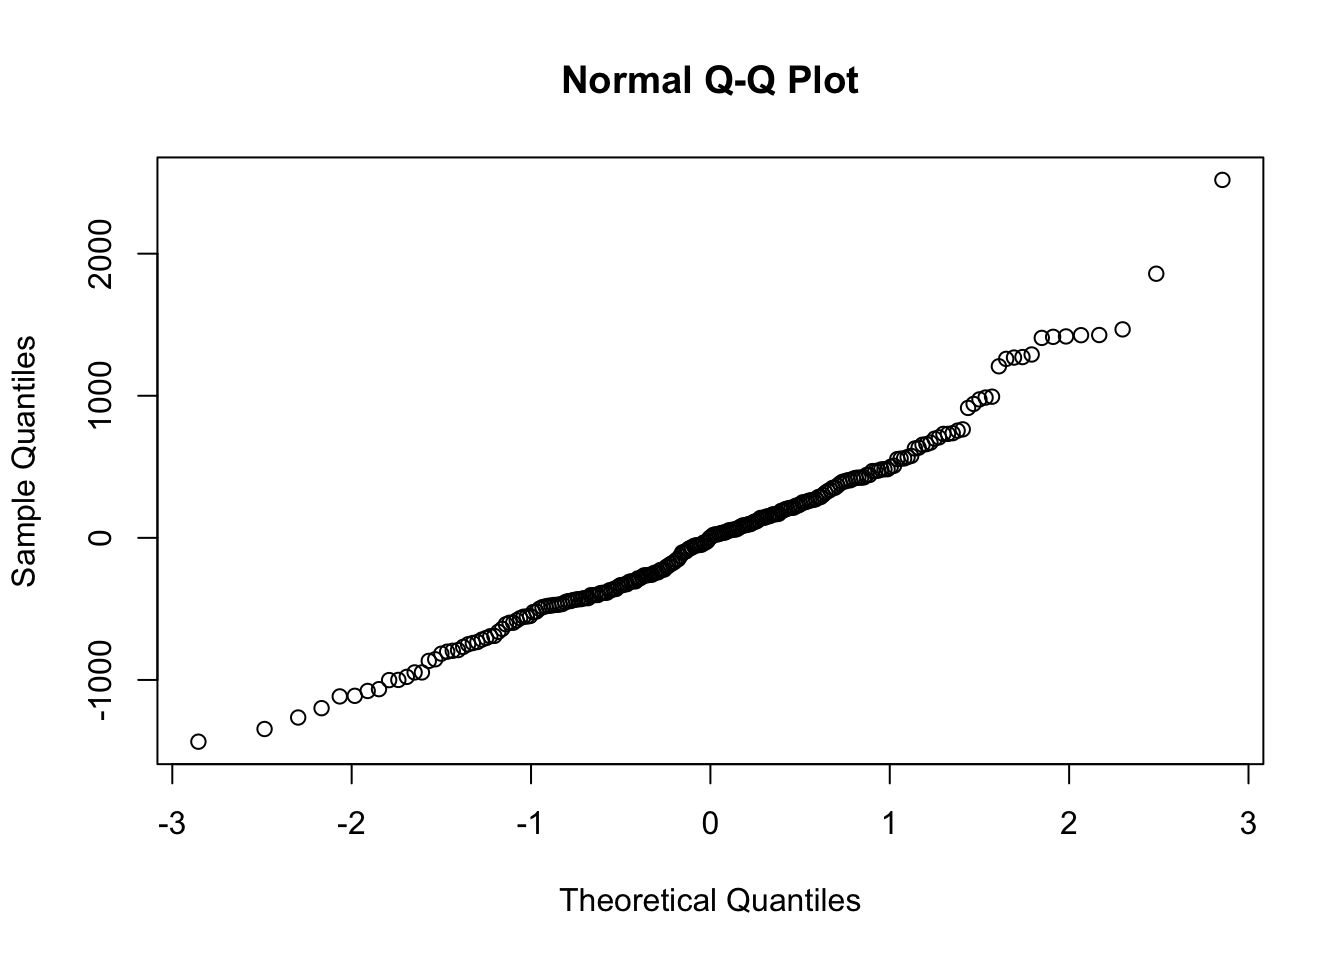 Normal Q-Q Plot
Sample Quantiles
2000
1000
0
-1000
-3 -2 -1 0 1 2 3
Theoretical Quantiles